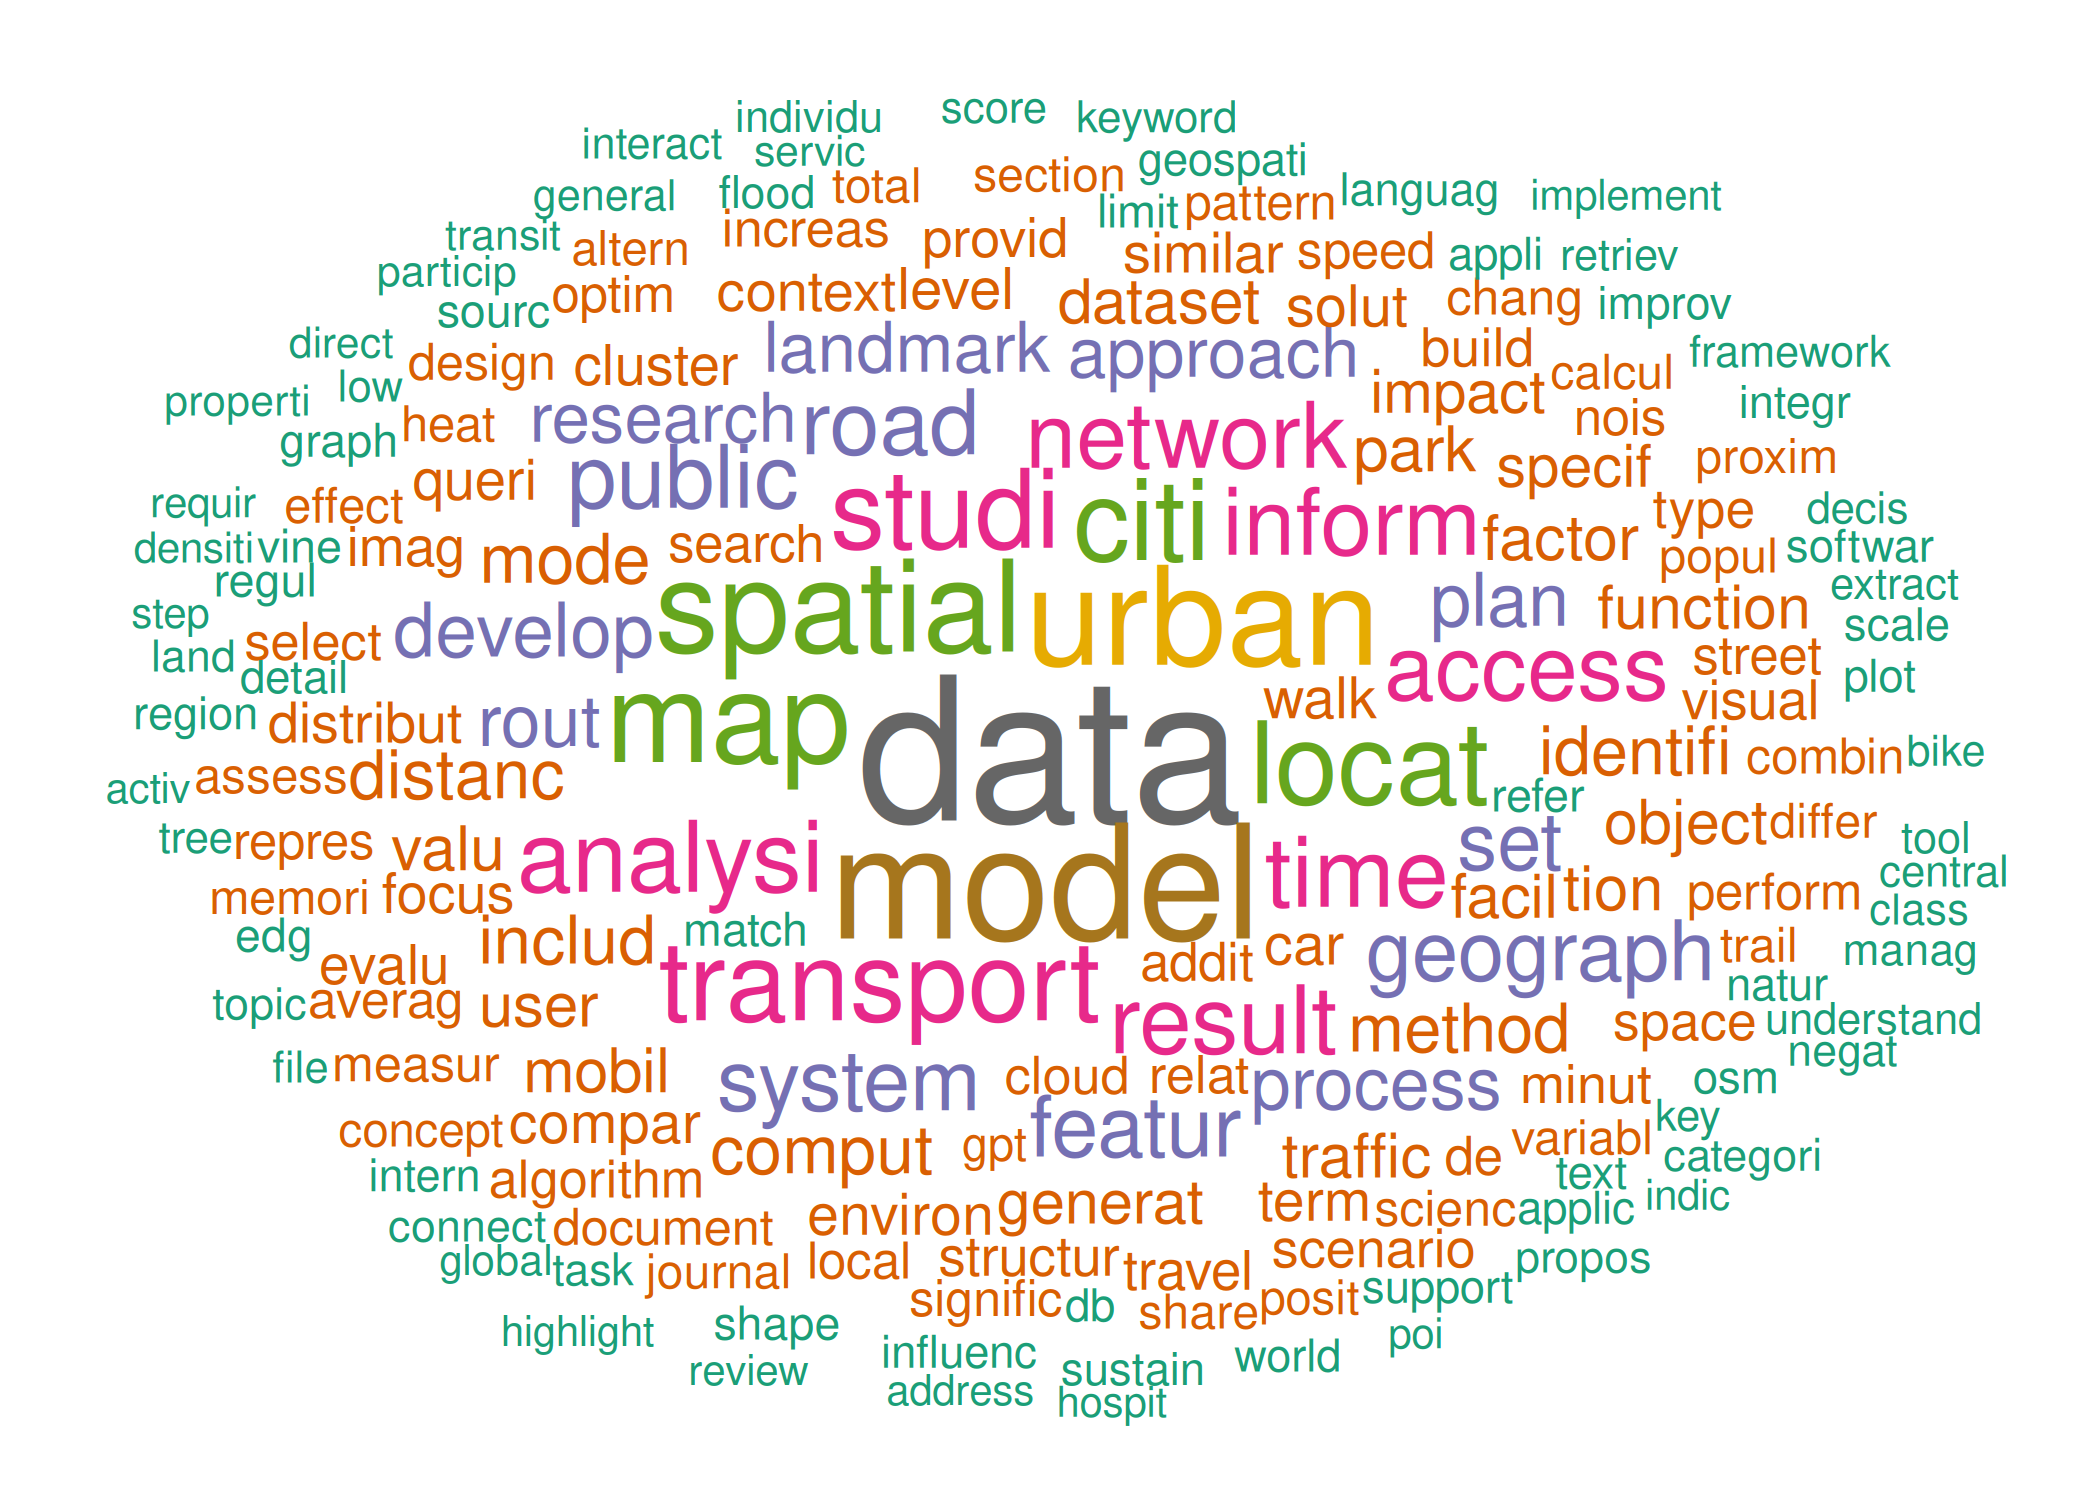 individu score keyword
interact servic geospati
general flood total section limit pattern languag implement
transit altern increas provid similar speed appli retriev
particip sourc optim context level dataset solut chang improv
direct design cluster landmark approach build calcul framework
properti low heat research road network impact nois integr
graph queri public studi citi inform park specif proxim
requir effect search factor type decis
densiti vine imag mode popul softwar
regul spatial urban plan function extract
step select develop access street scale
land detail walk visual plot
region distribut rout map data locat identifi combin bike
activ assess distanc refer object differ
tree repres valu analysi model time set tool
memori focus facil tion perform central
edg includ match class
evalu transport addit car geograph trail manag
topic averag user result method space natur understand
file measur mobil system cloud relat process minut osm negat
concept compar comput gpt featur traffic de variabl key
intern algorithm generat term text categori
connect document environ scienc applic indic
global task journal local structur travel scenario propos
signific db share posit support
highlight shape influenc world poi
review address sustain
hospit